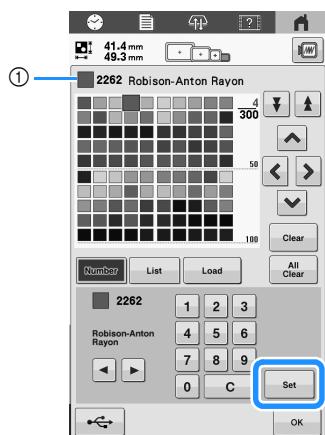 ?
41.4 mm
49.3 mm
1
2262 Robison-Anton Rayon
4
300
50
100
Clear
Number
List
Load
All
Clear
2262
1 2 3
Robison-Anton
Rayon
4 5 6
7 8 9
0 C
Set
OK